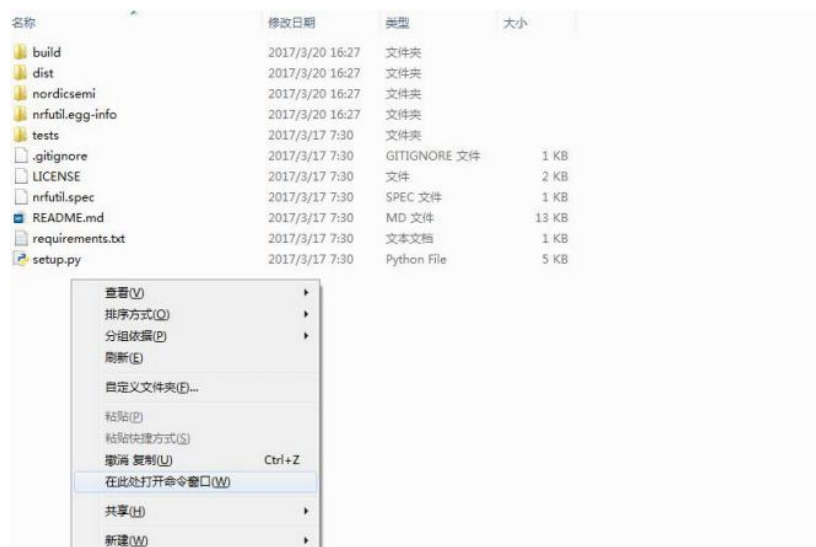 名称 修改日期 类型 大小
build 2017/3/20 16:27 文件夹
dist 2017/3/20 16:27 文件夹
nordicsemi 2017/3/20 16:27 文件夹
nrfutil.egg-info 2017/3/20 16:27 文件夹
tests 2017/3/17 7:30 文件夹
.gitignore 2017/3/17 7:30 GITIGNORE 文件 1 KB
LICENSE 2017/3/17 7:30 文件 2 KB
nrfutil.spec 2017/3/17 7:30 SPEC 文件 1 KB
README.md 2017/3/17 7:30 MD 文件 13 KB
requirements.txt 2017/3/17 7:30 文本文档 1 KB
setup.py 2017/3/17 7:30 Python File 5 KB
查看(V)
排序方式(O)
分组依据(P)
刷新(E)
自定义文件夹(F)...
粘贴(P)
粘贴快捷方式(S)
撤消 复制(U) Ctrl+Z
在此处打开命令窗口(W)
共享(H)
新建(W)